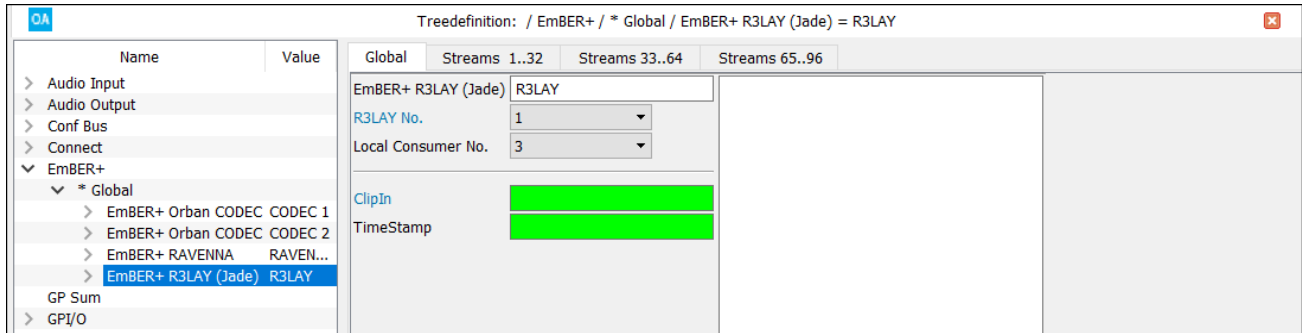 OA
Treedefinition: / EmBER+ / * Global / EmBER+ R3LAY (Jade) = R3LAY
Name Value
Audio Input
Audio Output
Conf Bus
Connect
EmBER+
* Global
EmBER+ Orban CODEC CODEC 1
EmBER+ Orban CODEC CODEC 2
EmBER+ RAVENNA RAVEN...
EmBER+ R3LAY (Jade) R3LAY
GP Sum
GPI/O
Global Streams 1..32 Streams 33..64 Streams 65..96
EmBER+ R3LAY (Jade) R3LAY
R3LAY No. 1
Local Consumer No. 3
ClipIn
TimeStamp